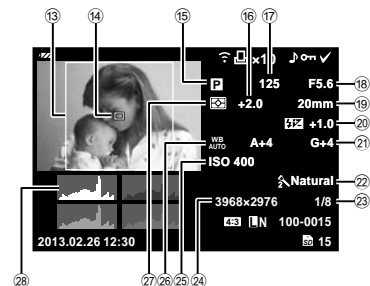 ⑬ ⑭ ⑮ ⑯ ⑰
×10
P 125 F5.6 ⑱
+2.0 20mm ⑲
+1.0 ⑳
WB AUTO A+4 G+4 ㉑
ISO 400
Natural ㉒
3968×2976 1/8 ㉓
4:3 LN 100-0015
SD 15
2013.02.26 12:30
㉘ ㉗ ㉖ ㉕ ㉔